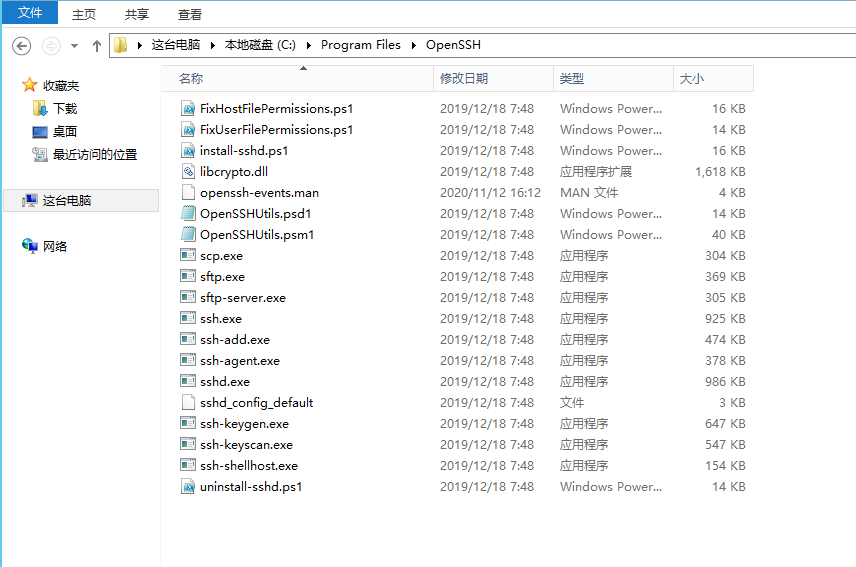 文件 主页 共享 查看
这台电脑 本地磁盘 (C:) Program Files OpenSSH
收藏夹
下载
桌面
最近访问的位置
这台电脑
网络
名称 修改日期 类型 大小
FixHostFilePermissions.ps1 2019/12/18 7:48 Windows Power... 16 KB
FixUserFilePermissions.ps1 2019/12/18 7:48 Windows Power... 14 KB
install-sshd.ps1 2019/12/18 7:48 Windows Power... 16 KB
libcrypto.dll 2019/12/18 7:48 应用程序扩展 1,618 KB
openssh-events.man 2020/11/12 16:12 MAN 文件 4 KB
OpenSSHUtils.psd1 2019/12/18 7:48 Windows Power... 14 KB
OpenSSHUtils.psm1 2019/12/18 7:48 Windows Power... 40 KB
scp.exe 2019/12/18 7:48 应用程序 304 KB
sftp.exe 2019/12/18 7:48 应用程序 369 KB
sftp-server.exe 2019/12/18 7:48 应用程序 305 KB
ssh.exe 2019/12/18 7:48 应用程序 925 KB
ssh-add.exe 2019/12/18 7:48 应用程序 474 KB
ssh-agent.exe 2019/12/18 7:48 应用程序 378 KB
sshd.exe 2019/12/18 7:48 应用程序 986 KB
sshd_config_default 2019/12/18 7:48 文件 3 KB
ssh-keygen.exe 2019/12/18 7:48 应用程序 647 KB
ssh-keyscan.exe 2019/12/18 7:48 应用程序 547 KB
ssh-shellhost.exe 2019/12/18 7:48 应用程序 154 KB
uninstall-sshd.ps1 2019/12/18 7:48 Windows Power... 14 KB